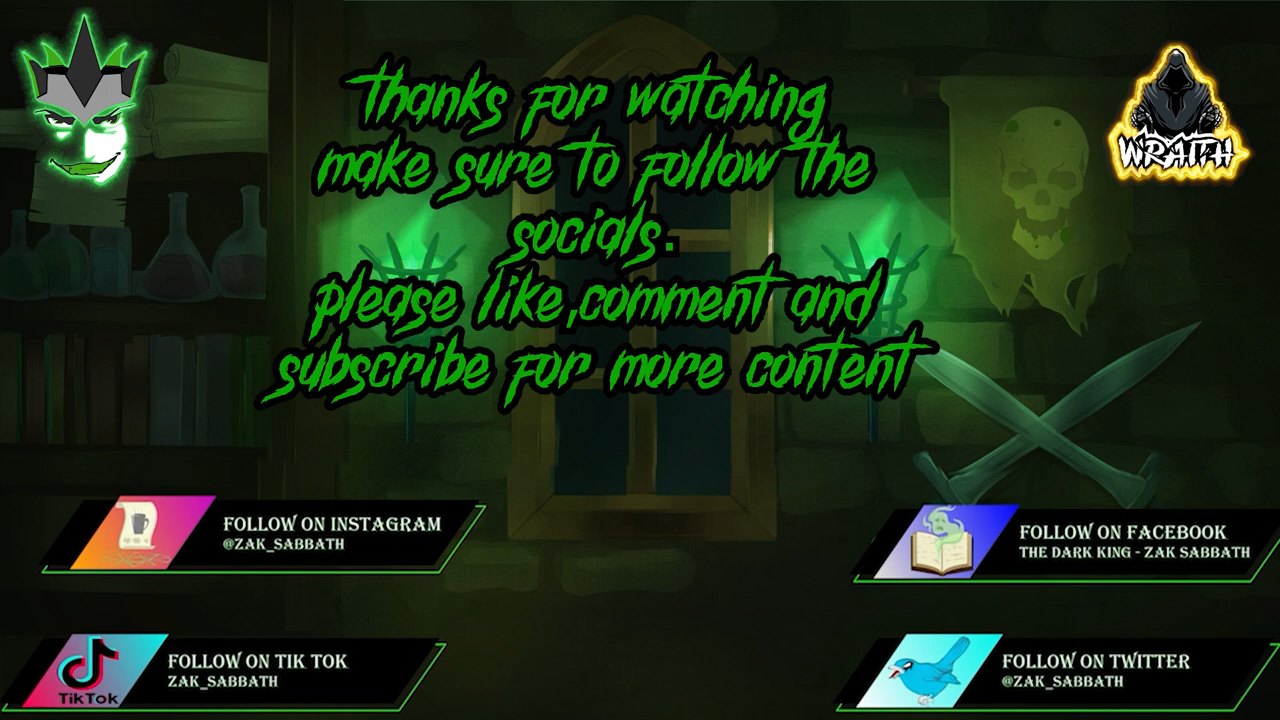 thanks for watching
make sure to follow the
socials.
please like,comment and
subscribe for more content
WRAITH
FOLLOW ON INSTAGRAM
@ZAK_SABBATH
FOLLOW ON FACEBOOK
THE DARK KING - ZAK SABBATH
TikTok
FOLLOW ON TIK TOK
ZAK_SABBATH
FOLLOW ON TWITTER
@ZAK_SABBATH